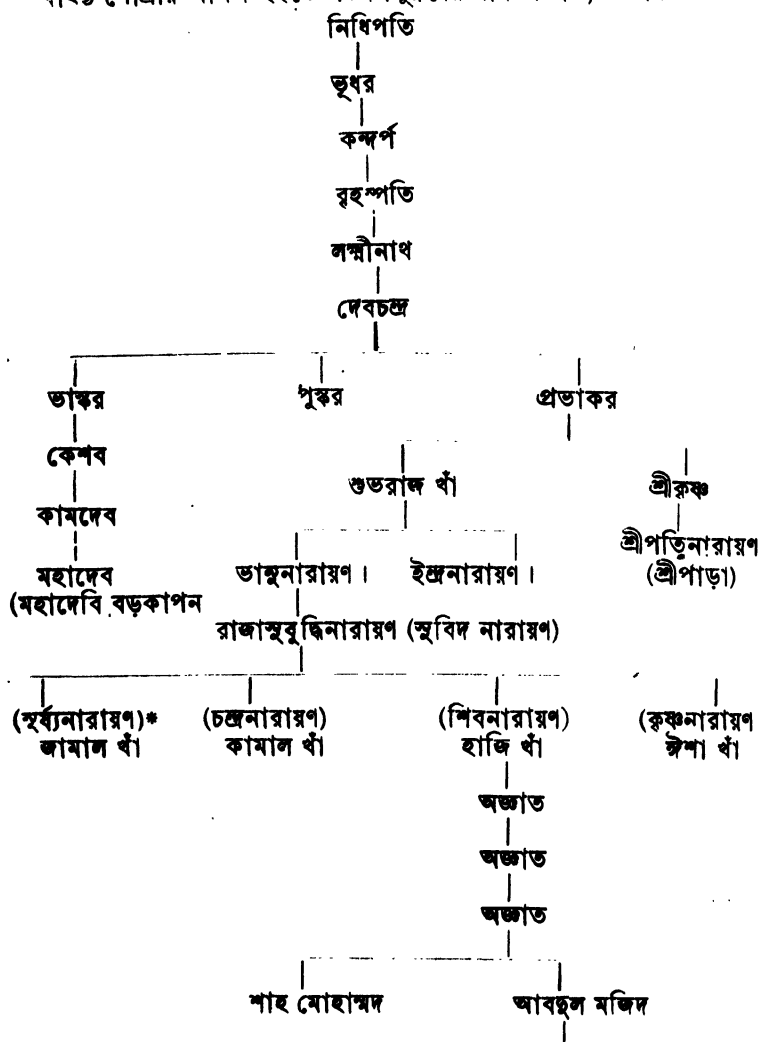 নিধিপতি
ভূধর
কন্দর্প
বৃহস্পতি
লক্ষ্মীনাথ
দেবচন্দ্র
ভাস্কর পুস্কর প্রভাকর
কেশব
শুভরাজ খাঁ শ্রীকৃষ্ণ
কামদেব
শ্রীপতিনারায়ণ
মহাদেব ভানুনারায়ণ। ইন্দ্রনারায়ণ। (শ্রীপাড়া)
(মহাদেবি বড়কাপন
রাজাসুবুদ্ধিনারায়ণ (সুবিদ নারায়ণ)
(সূর্য্যনারায়ণ)* (চন্দ্রনারায়ণ) (শিবনারায়ণ) (কৃষ্ণনারায়ণ
জামাল খাঁ কামাল খাঁ হাজি খাঁ ঈশা খাঁ
অজ্ঞাত
অজ্ঞাত
অজ্ঞাত
শাহ মোহাম্মদ আবদুল মজিদ